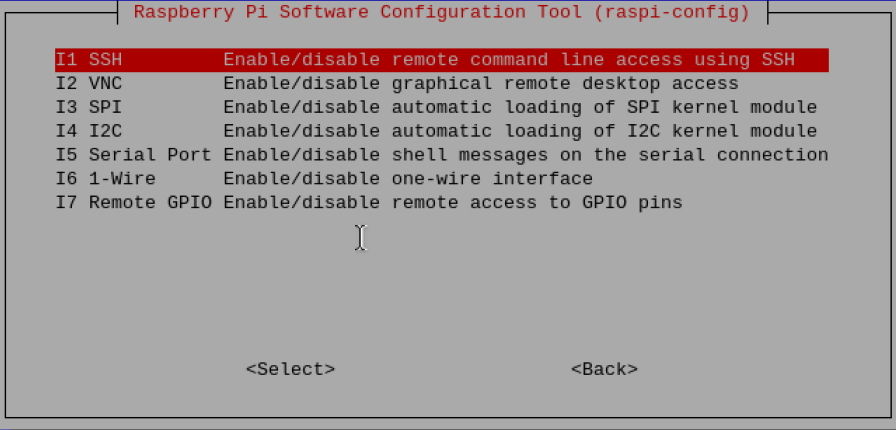 Raspberry Pi Software Configuration Tool (raspi-config)
I1 SSH Enable/disable remote command line access using SSH
I2 VNC Enable/disable graphical remote desktop access
I3 SPI Enable/disable automatic loading of SPI kernel module
I4 I2C Enable/disable automatic loading of I2C kernel module
I5 Serial Port Enable/disable shell messages on the serial connection
I6 1-Wire Enable/disable one-wire interface
I7 Remote GPIO Enable/disable remote access to GPIO pins
<Select> <Back>